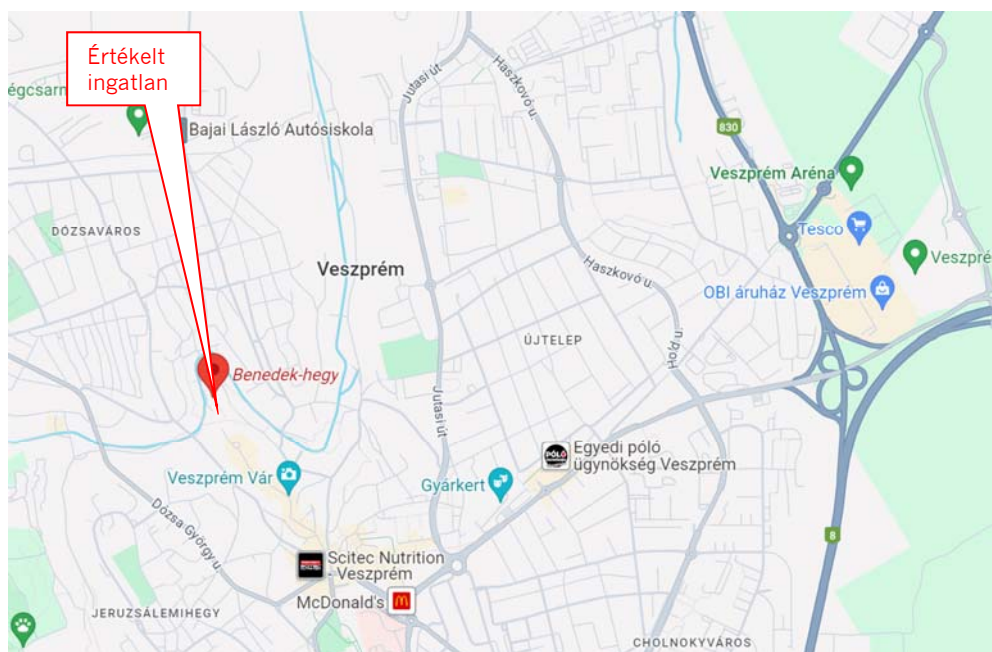 Értékelt
ingatlan
égcsarn
Bajai László Autósiskola
Jutasi út
Haszkovó u.
830
Veszprém Aréna
DÓZSAVÁROS
Tesco
Veszprém
Haszkovó u.
Veszpré
OBI áruház Veszprém
Hold u.
ÚJTELEP
Benedek-hegy
Jutasi út
PÓLÓ
Egyedi póló
ügynökség Veszprém
Veszprém Vár
Gyárkert
Dózsa György u.
8
Scitec Nutrition
- Veszprém
McDonald's
JERUZSÁLEMIHEGY
CHOLNOKYVÁROS